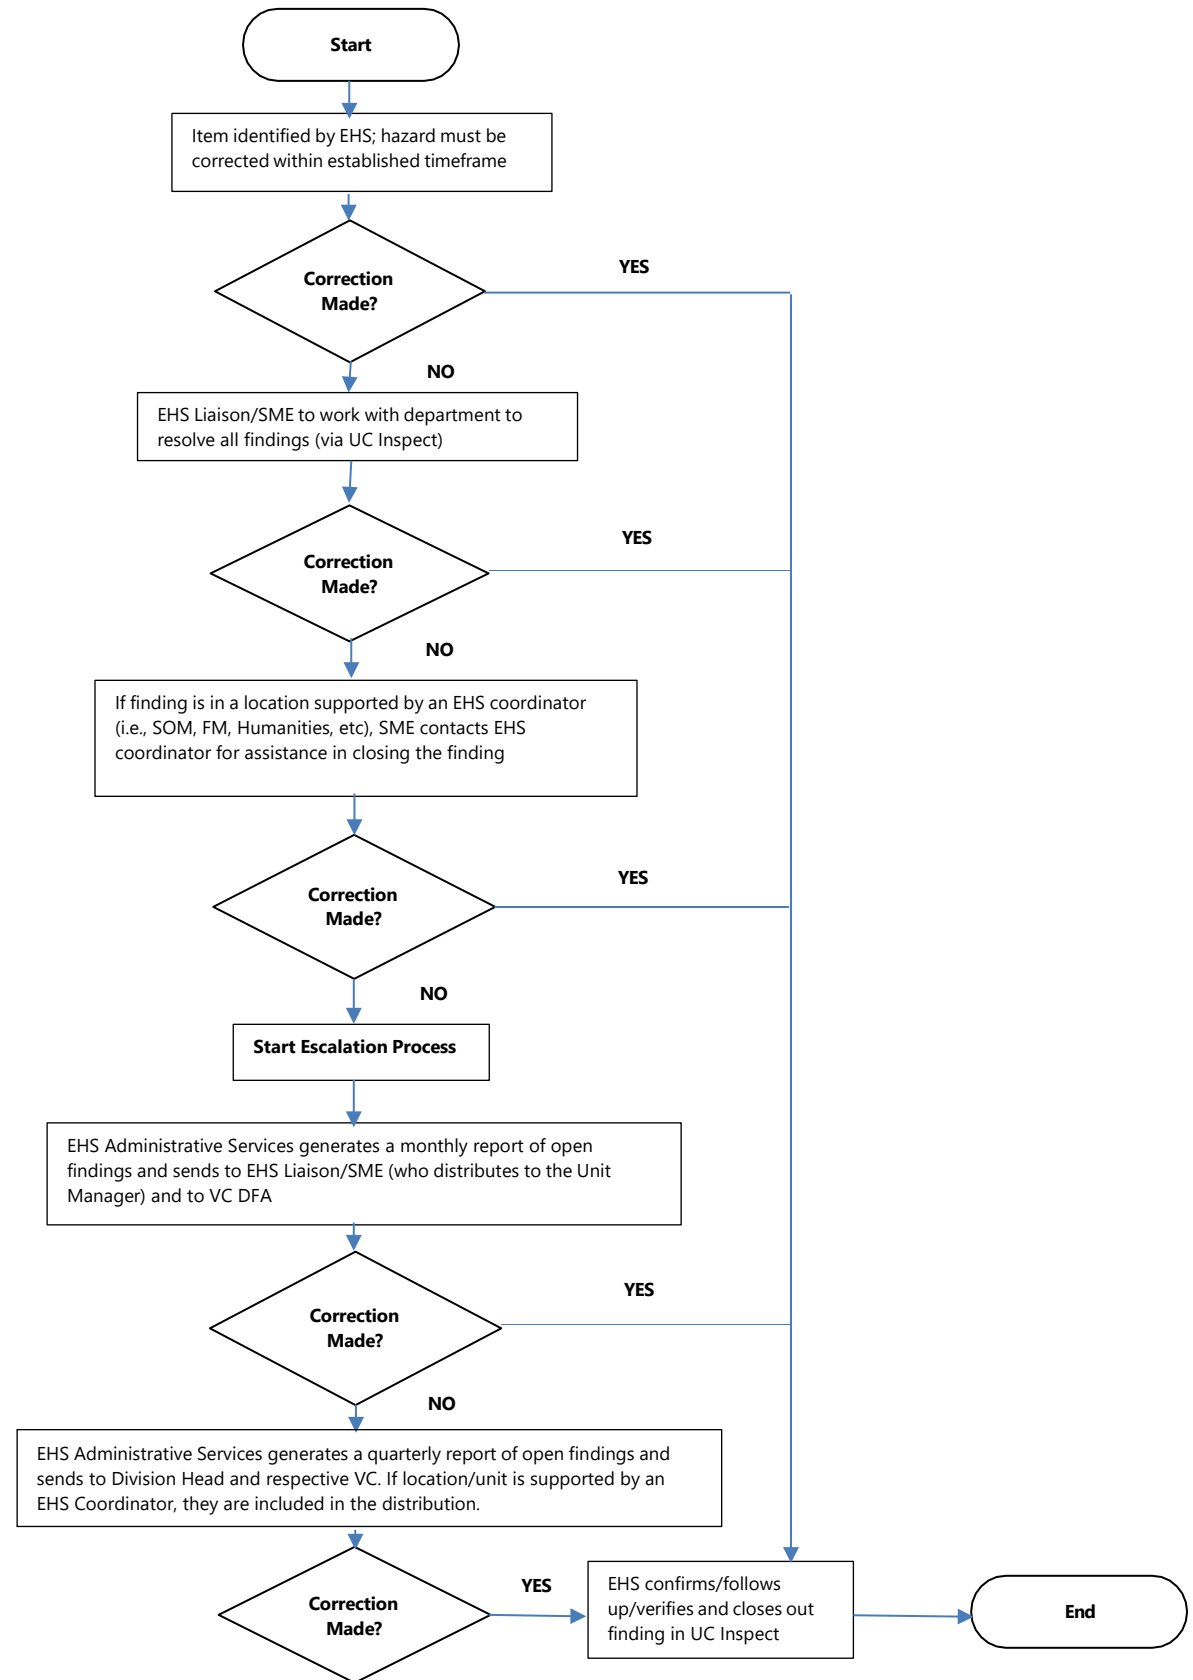 Start
Item identified by EHS; hazard must be
corrected within established timeframe
Correction
Made?
YES
NO
EHS Liaison/SME to work with department to
resolve all findings (via UC Inspect)
Correction
Made?
YES
NO
If finding is in a location supported by an EHS coordinator
(i.e., SOM, FM, Humanities, etc), SME contacts EHS
coordinator for assistance in closing the finding
Correction
Made?
YES
NO
Start Escalation Process
EHS Administrative Services generates a monthly report of open
findings and sends to EHS Liaison/SME (who distributes to the Unit
Manager) and to VC DFA
Correction
Made?
YES
NO
EHS Administrative Services generates a quarterly report of open findings and
sends to Division Head and respective VC. If location/unit is supported by an
EHS Coordinator, they are included in the distribution.
Correction
Made?
YES
EHS confirms/follows
up/verifies and closes out
finding in UC Inspect
End